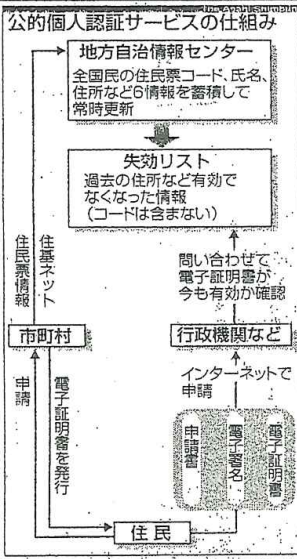 公的個人認証サービスの仕組み
地方自治情報センター
全国民の住民票コード、氏名、
住所など6情報を蓄積して
常時更新
失効リスト
過去の住所など有効で
なくなった情報
(コードは含まない)
住基ネット
住民票情報
問い合わせて
電子証明書が
今も有効か確認
市町村
行政機関など
申請
電子証明書を発行
インターネットで
申請
申請書
電子署名
電子証明書
住民